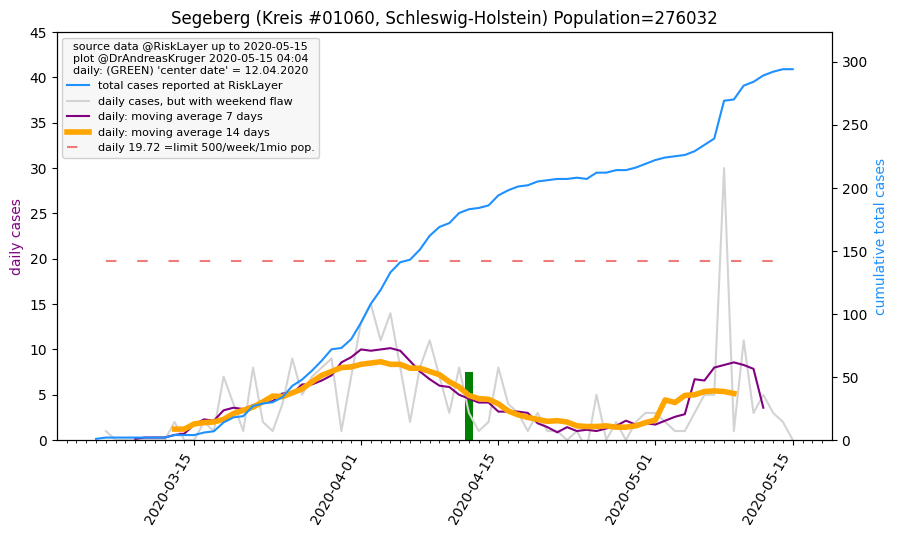 Segeberg (Kreis #01060, Schleswig-Holstein) Population=276032
source data @RiskLayer up to 2020-05-15
plot @DrAndreasKruger 2020-05-15 04:04
daily: (GREEN) 'center date' = 12.04.2020
total cases reported at RiskLayer
daily cases, but with weekend flaw
daily: moving average 7 days
daily: moving average 14 days
daily 19.72 =limit 500/week/1mio pop.
daily cases
45
40
35
30
25
20
15
10
5
0
cumulative total cases
300
250
200
150
100
50
0
2020-03-15
2020-04-01
2020-04-15
2020-05-01
2020-05-15